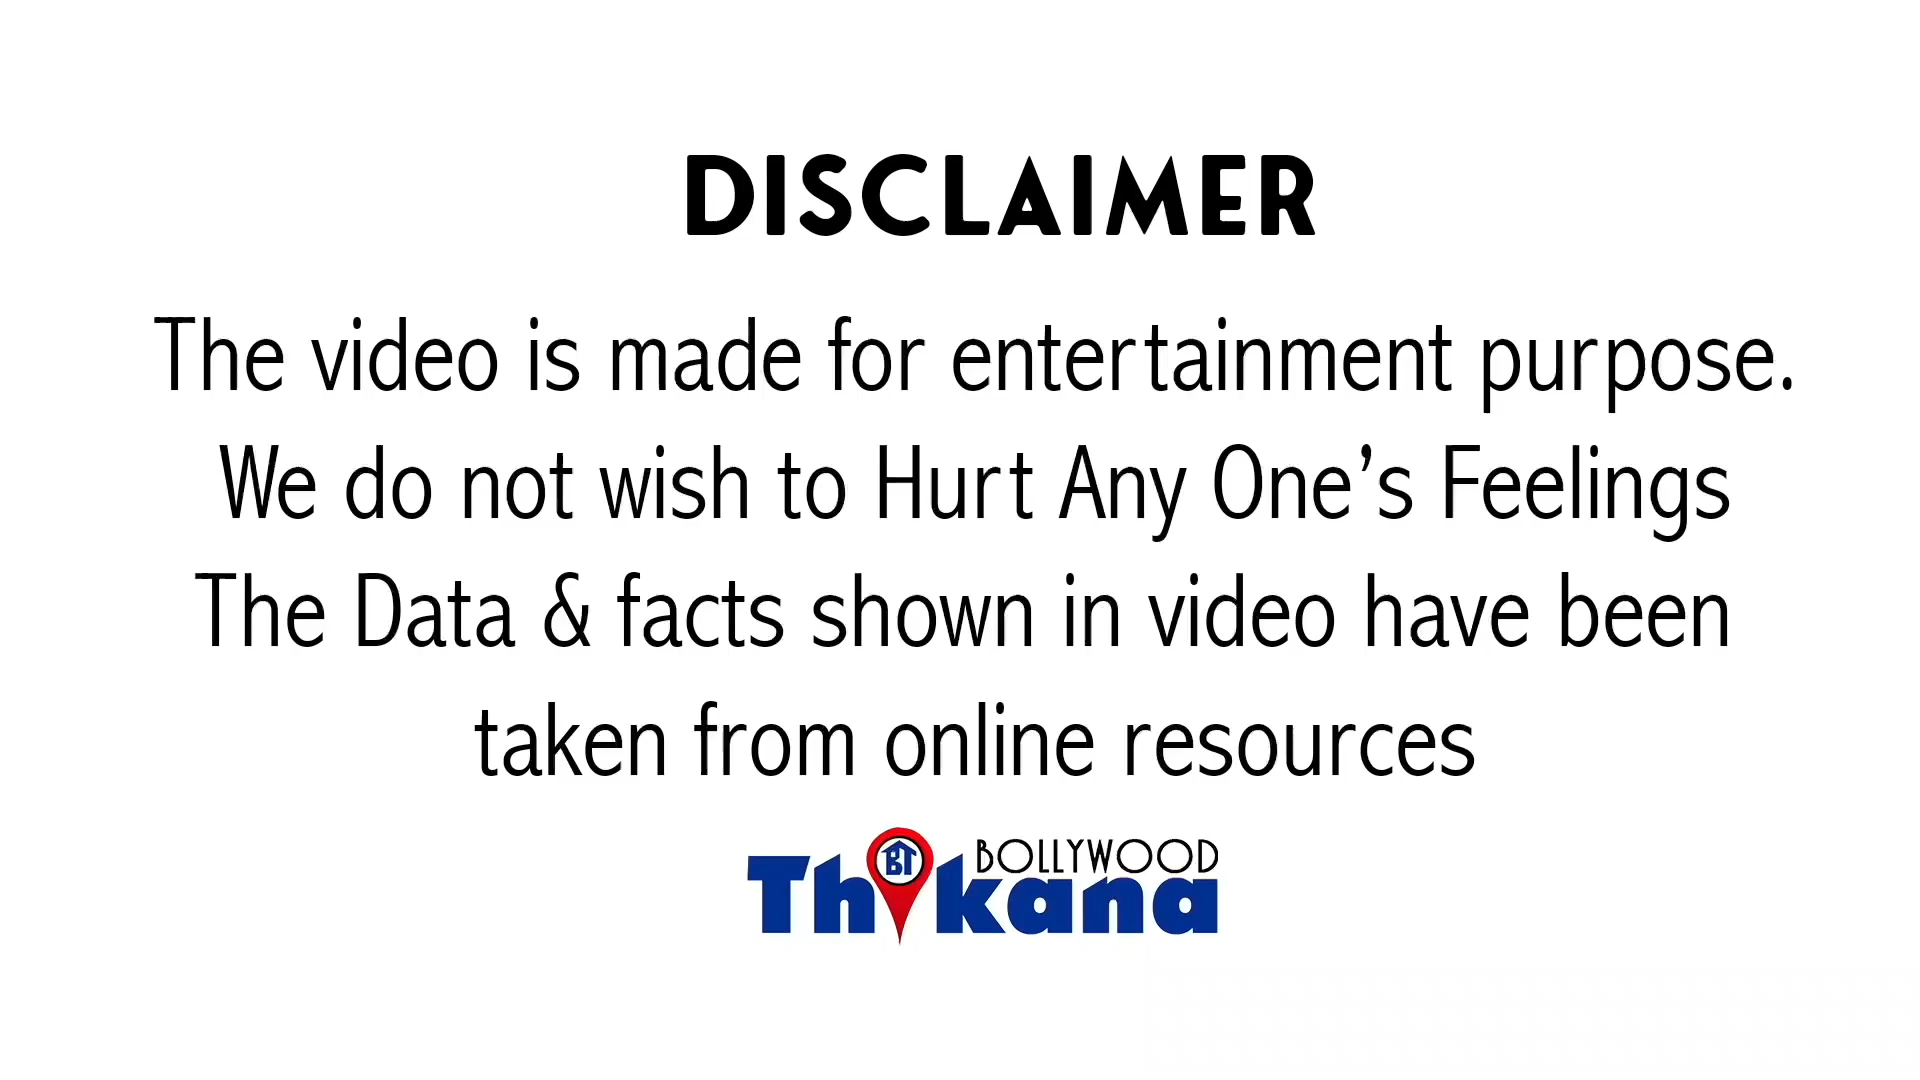 DISCLAIMER
The video is made for entertainment purpose.
We do not wish to Hurt Any One’s Feelings
The Data & facts shown in video have been
taken from online resources
BT
BOLLYWOOD
Thikana